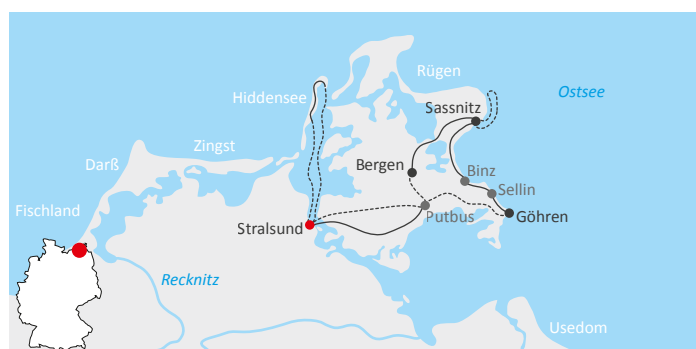 Rügen
Hiddensee
Ostsee
Sassnitz
Zingst
Darß
Bergen
Binz
Sellin
Fischland
Putbus
Göhren
Stralsund
Recknitz
Usedom